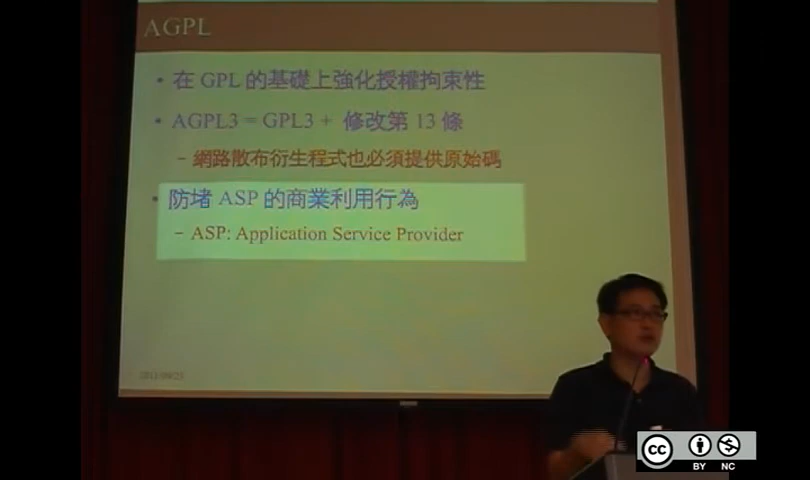 AGPL
• 在 GPL 的基礎上強化授權拘束性
• AGPL3 = GPL3 + 修改第 13 條
– 網路散布衍生程式也必須提供原始碼
• 防堵 ASP 的商業利用行為
– ASP: Application Service Provider
cc
BY NC